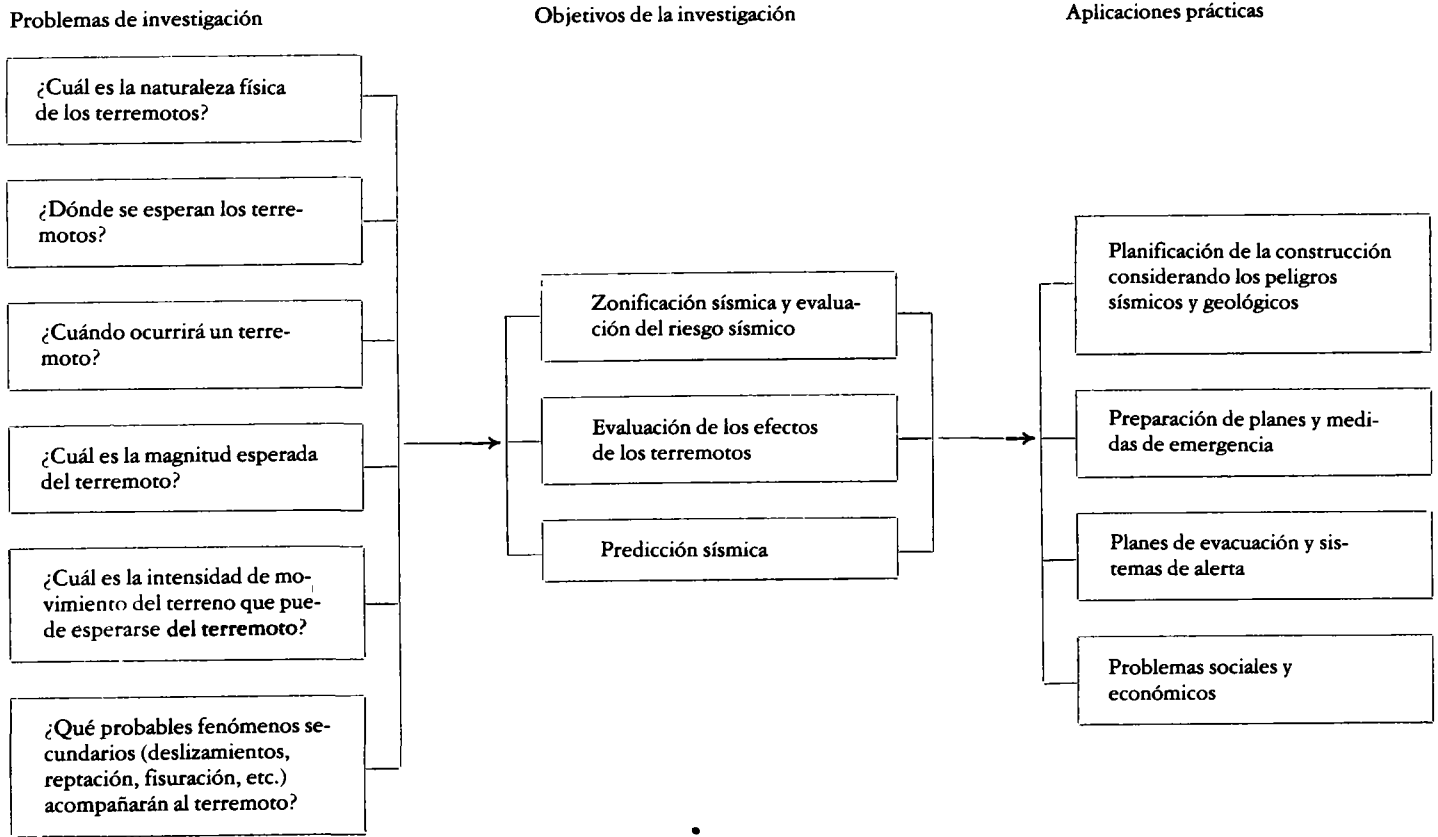 Problemas de investigación
Objetivos de la investigación
Aplicaciones prácticas
¿Cuál es la naturaleza física
de los terremotos?
¿Dónde se esperan los terre-
motos?
¿Cuándo ocurrirá un terre-
moto?
¿Cuál es la magnitud esperada
del terremoto?
¿Cuál es la intensidad de mo-
vimiento del terreno que pue-
de esperarse del terremoto?
¿Qué probables fenómenos se-
cundarios (deslizamientos,
reptación, fisuración, etc.)
acompañarán al terremoto?
Zonificación sísmica y evalua-
ción del riesgo sísmico
Evaluación de los efectos
de los terremotos
Predicción sísmica
Planificación de la construcción
considerando los peligros
sísmicos y geológicos
Preparación de planes y medi-
das de emergencia
Planes de evacuación y sis-
temas de alerta
Problemas sociales y
económicos